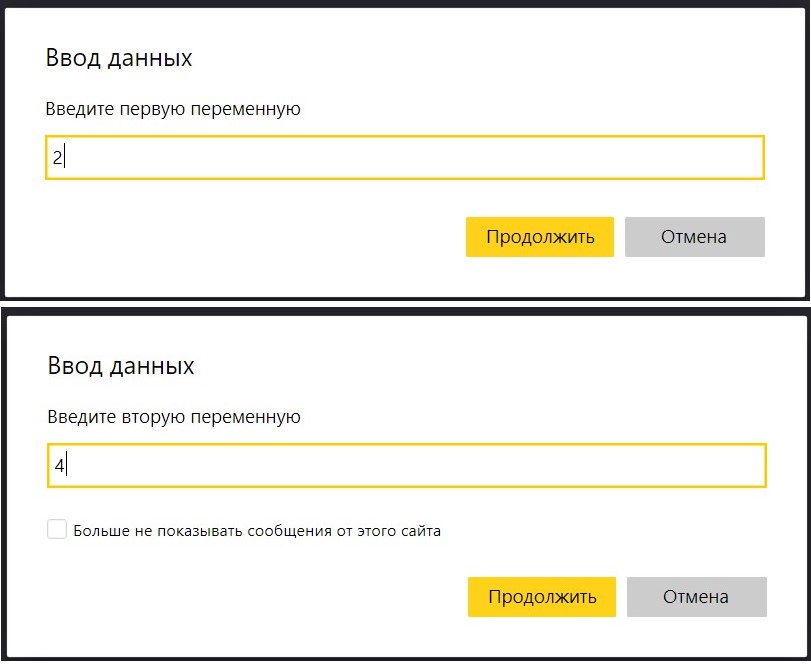 Ввод данных
Введите первую переменную
2
Продолжить Отмена
Ввод данных
Введите вторую переменную
4
Больше не показывать сообщения от этого сайта
Продолжить Отмена